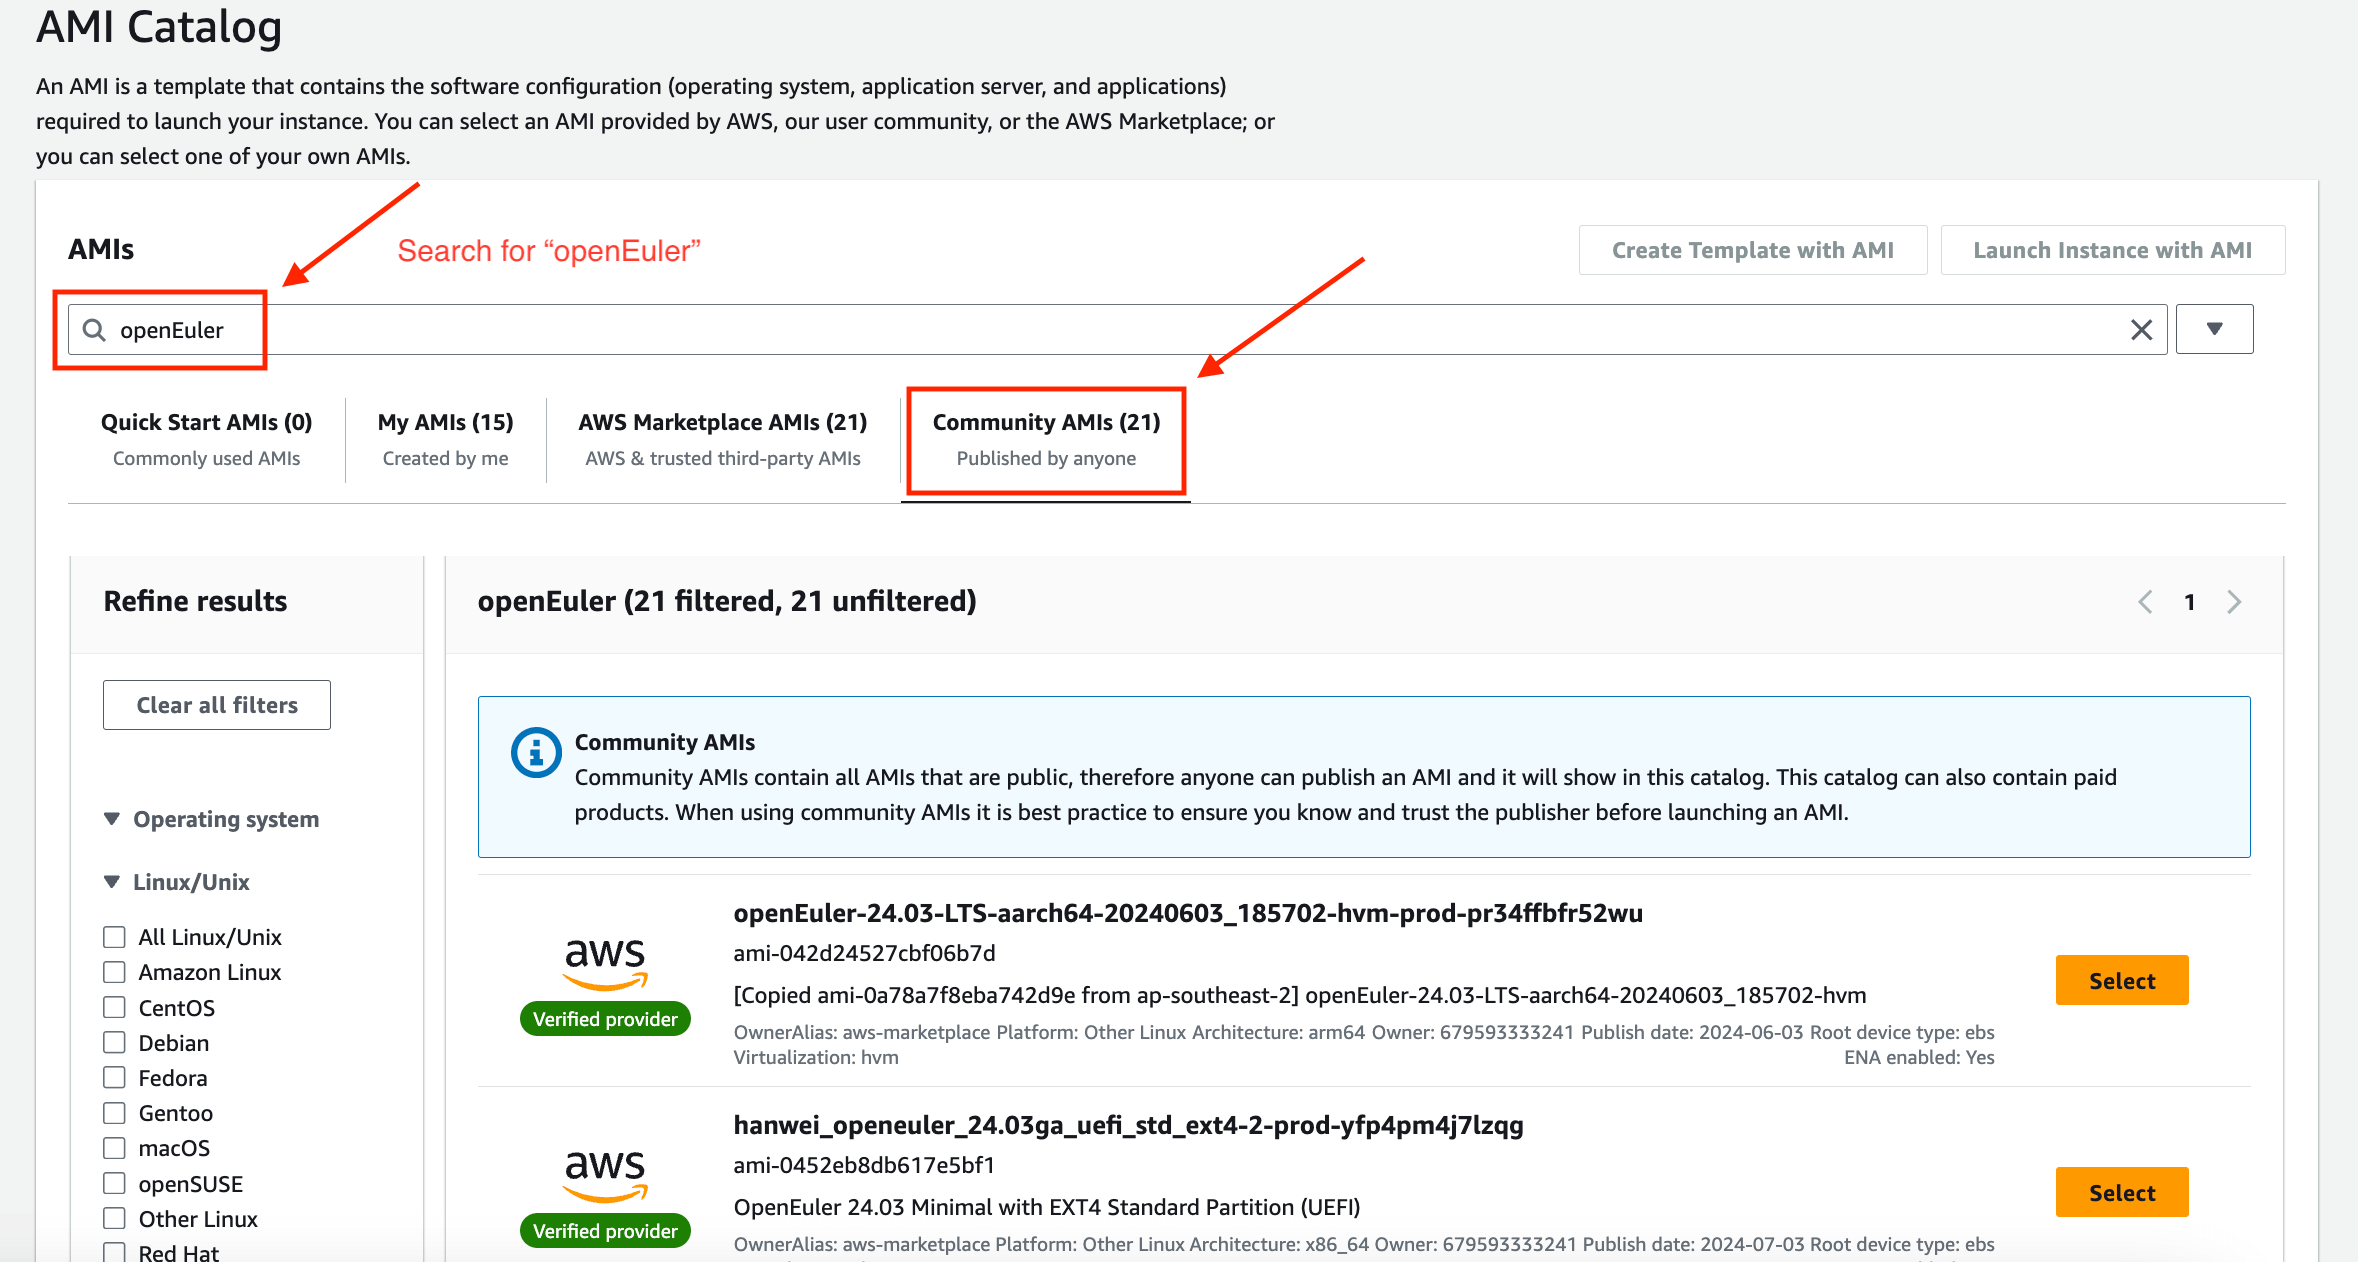 AMI Catalog
An AMI is a template that contains the software configuration (operating system, application server, and applications)
required to launch your instance. You can select an AMI provided by AWS, our user community, or the AWS Marketplace; or
you can select one of your own AMIs.
AMIs
Search for “openEuler”
Create Template with AMI
Launch Instance with AMI
openEuler
Quick Start AMIs (0)
Commonly used AMIs
My AMIs (15)
Created by me
AWS Marketplace AMIs (21)
AWS & trusted third-party AMIs
Community AMIs (21)
Published by anyone
Refine results
Clear all filters
Operating system
Linux/Unix
All Linux/Unix
Amazon Linux
CentOS
Debian
Fedora
Gentoo
macOS
openSUSE
Other Linux
Red Hat
openEuler (21 filtered, 21 unfiltered)
1
Community AMIs
Community AMIs contain all AMIs that are public, therefore anyone can publish an AMI and it will show in this catalog. This catalog can also contain paid
products. When using community AMIs it is best practice to ensure you know and trust the publisher before launching an AMI.
aws
Verified provider
openEuler-24.03-LTS-aarch64-20240603_185702-hvm-prod-pr34ffbfr52wu
ami-042d24527cbf06b7d
[Copied ami-0a78a7f8eba742d9e from ap-southeast-2] openEuler-24.03-LTS-aarch64-20240603_185702-hvm
OwnerAlias: aws-marketplace Platform: Other Linux Architecture: arm64 Owner: 679593333241 Publish date: 2024-06-03 Root device type: ebs
Virtualization: hvm ENA enabled: Yes
Select
aws
Verified provider
hanwei_openeuler_24.03ga_uefi_std_ext4-2-prod-yfp4pm4j7lzqg
ami-0452eb8db617e5bf1
OpenEuler 24.03 Minimal with EXT4 Standard Partition (UEFI)
OwnerAlias: aws-marketplace Platform: Other Linux Architecture: x86_64 Owner: 679593333241 Publish date: 2024-07-03 Root device type: ebs
Select